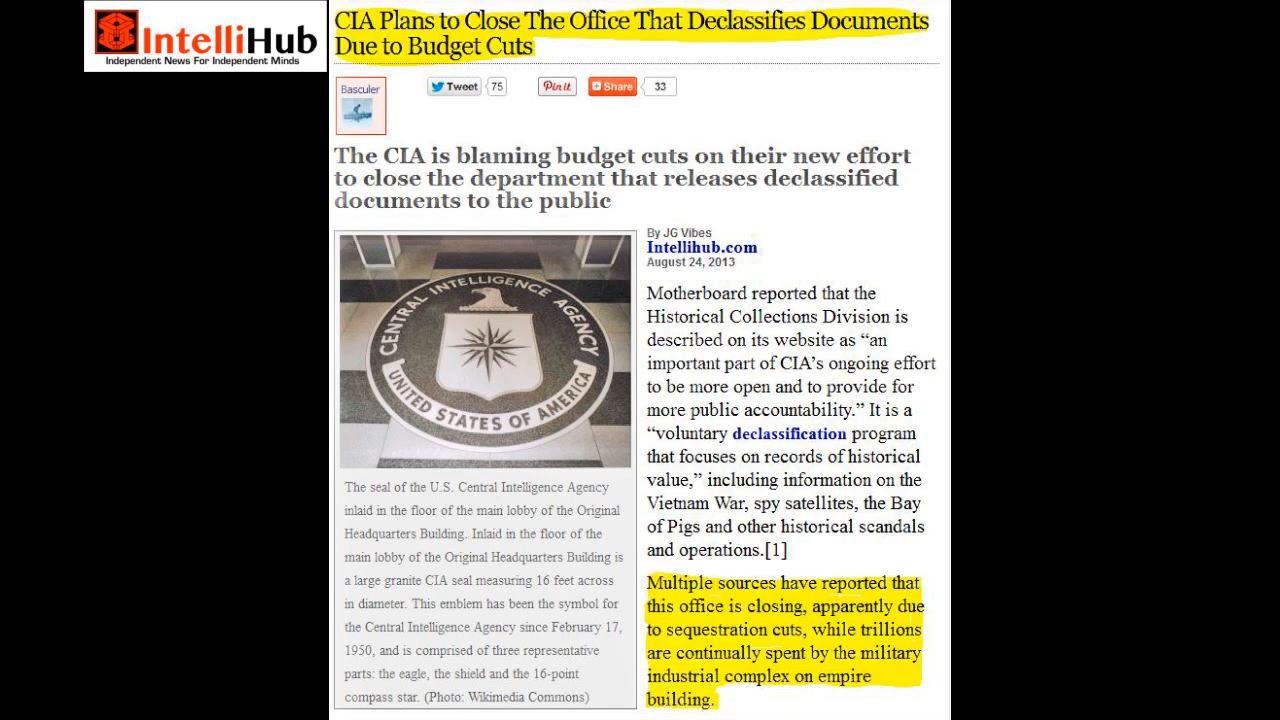 IntelliHub
Independent News For Independent Minds
CIA Plans to Close The Office That Declassifies Documents
Due to Budget Cuts
Basculer
Tweet
75
Pin it
Share
33
The CIA is blaming budget cuts on their new effort
to close the department that releases declassified
documents to the public
CENTRAL INTELLIGENCE AGENCY
UNITED STATES OF AMERICA
The seal of the U.S. Central Intelligence Agency
inlaid in the floor of the main lobby of the Original
Headquarters Building. Inlaid in the floor of the
main lobby of the Original Headquarters Building is
a large granite CIA seal measuring 16 feet across
in diameter. This emblem has been the symbol for
the Central Intelligence Agency since February 17,
1950, and is comprised of three representative
parts: the eagle, the shield and the 16-point
compass star. (Photo: Wikimedia Commons)
By JG Vibes
Intellihub.com
August 24, 2013
Motherboard reported that the
Historical Collections Division is
described on its website as “an
important part of CIA’s ongoing effort
to be more open and to provide for
more public accountability.” It is a
“voluntary declassification program
that focuses on records of historical
value,” including information on the
Vietnam War, spy satellites, the Bay
of Pigs and other historical scandals
and operations.[1]
Multiple sources have reported that
this office is closing, apparently due
to sequestration cuts, while trillions
are continually spent by the military
industrial complex on empire
building.